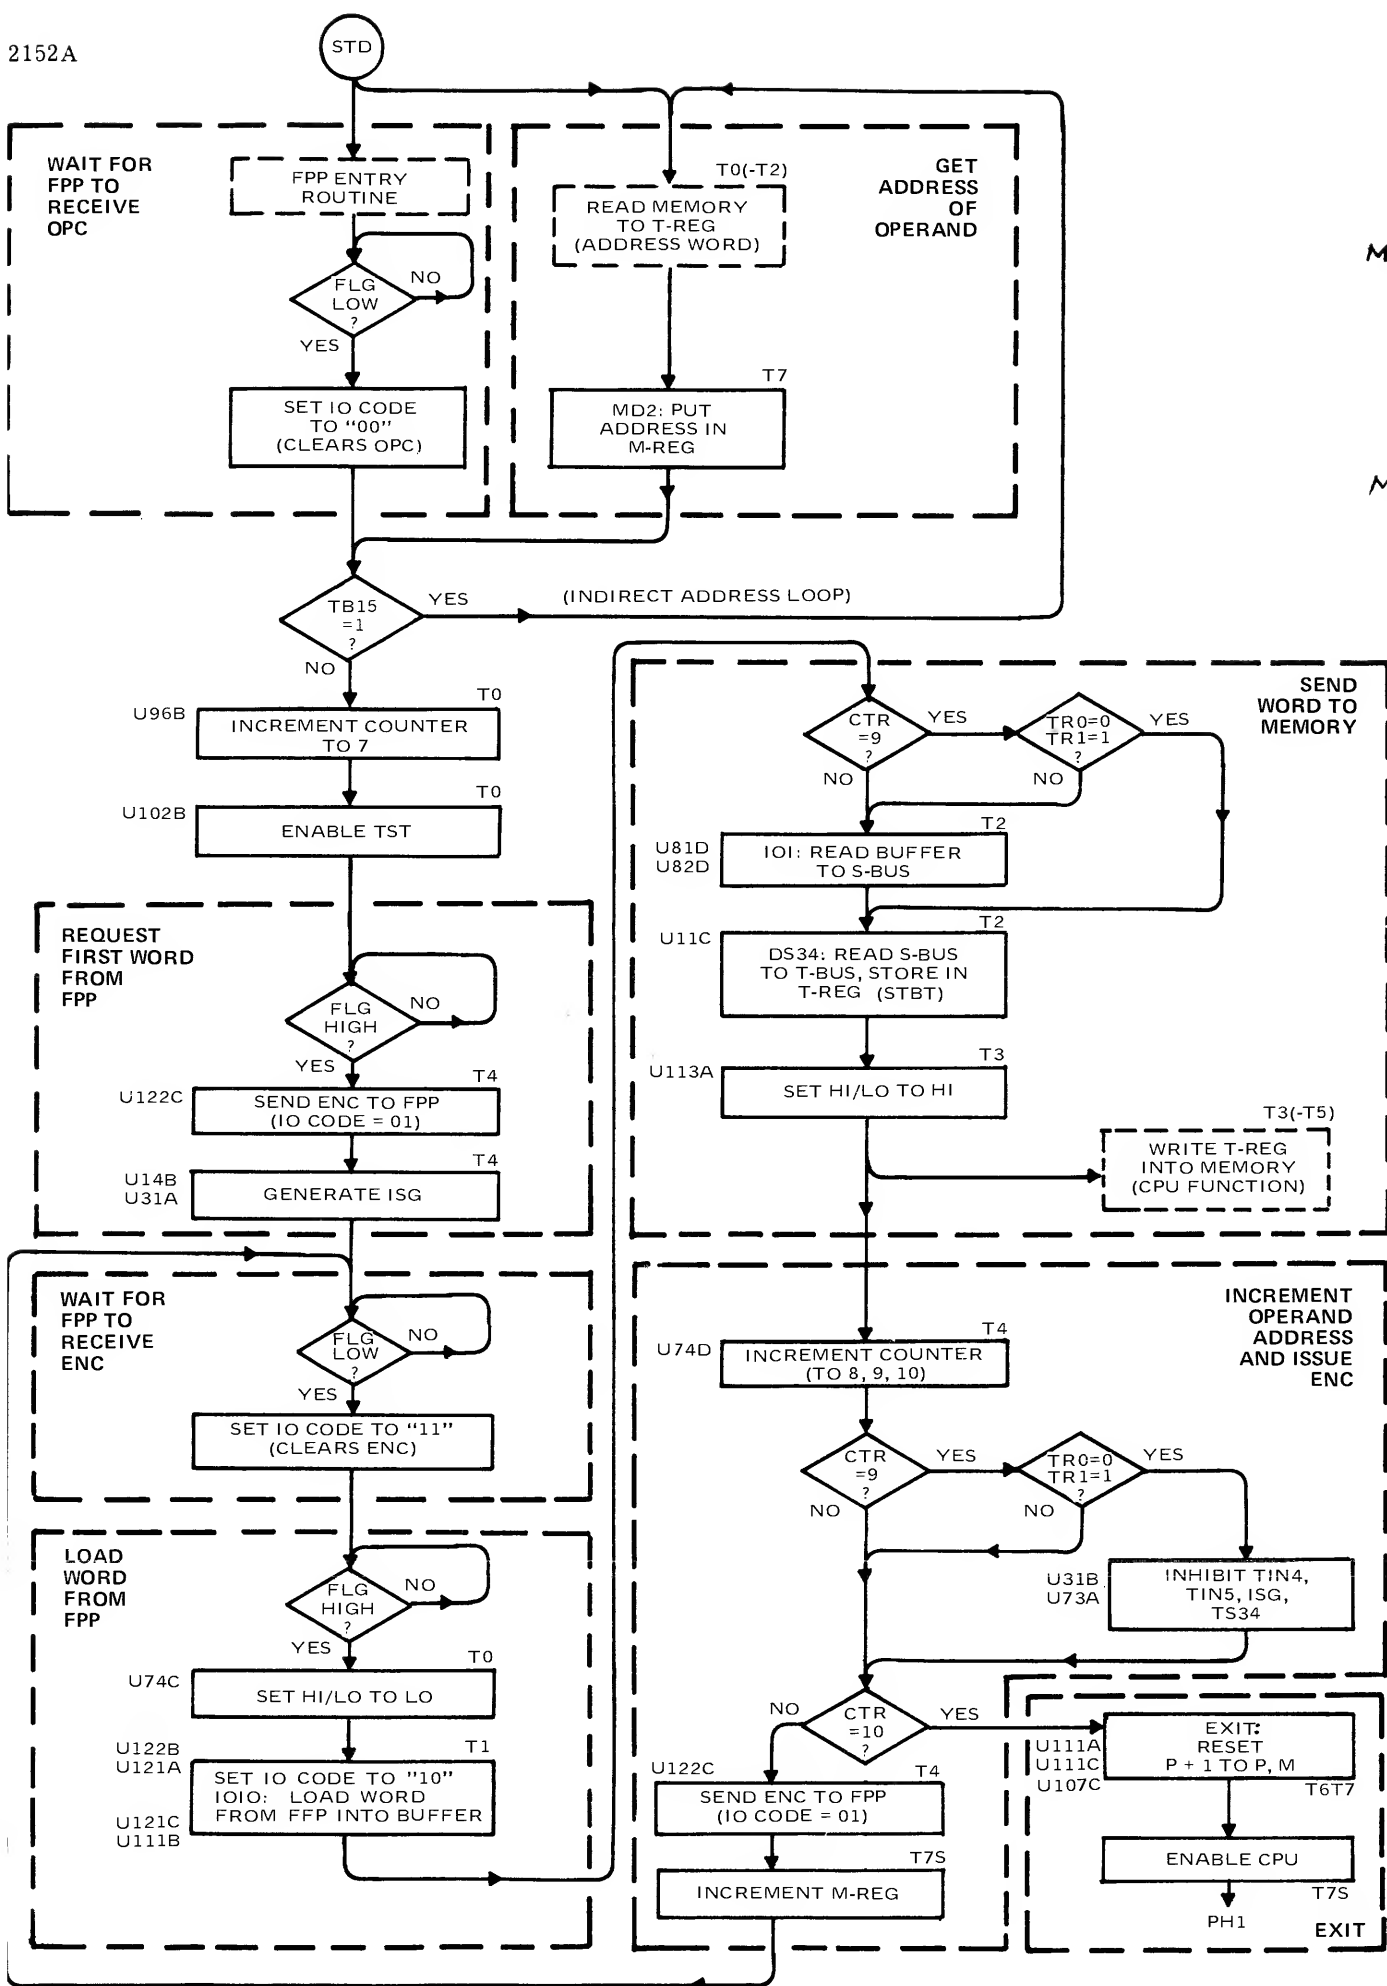 2152A
STD
WAIT FOR
FPP TO
RECEIVE
OPC
FPP ENTRY
ROUTINE
FLG
LOW
?
NO
YES
SET IO CODE
TO "00"
(CLEARS OPC)
GET
ADDRESS
OF
OPERAND
T0(-T2)
READ MEMORY
TO T-REG
(ADDRESS WORD)
T7
MD2: PUT
ADDRESS IN
M-REG
M
M
TB15
=1
?
YES
(INDIRECT ADDRESS LOOP)
NO
U96B
T0
INCREMENT COUNTER
TO 7
U102B
T0
ENABLE TST
REQUEST
FIRST WORD
FROM
FPP
FLG
HIGH
?
NO
YES
U122C
T4
SEND ENC TO FPP
(IO CODE = 01)
U14B
U31A
T4
GENERATE ISG
WAIT FOR
FPP TO
RECEIVE
ENC
FLG
LOW
?
NO
YES
SET IO CODE TO "11"
(CLEARS ENC)
LOAD
WORD
FROM
FPP
FLG
HIGH
?
NO
YES
U74C
T0
SET HI/LO TO LO
U122B
U121A
U121C
U111B
T1
SET IO CODE TO "10"
IOIO: LOAD WORD
FROM FFP INTO BUFFER
SEND
WORD TO
MEMORY
CTR
=9
?
YES
NO
TR0=0
TR1=1
?
YES
NO
U81D
U82D
T2
IOI: READ BUFFER
TO S-BUS
U11C
T2
DS34: READ S-BUS
TO T-BUS, STORE IN
T-REG (STBT)
U113A
T3
SET HI/LO TO HI
T3(-T5)
WRITE T-REG
INTO MEMORY
(CPU FUNCTION)
INCREMENT
OPERAND
ADDRESS
AND ISSUE
ENC
U74D
T4
INCREMENT COUNTER
(TO 8, 9, 10)
CTR
=9
?
YES
NO
TR0=0
TR1=1
?
YES
NO
U31B
U73A
INHIBIT TIN4,
TIN5, ISG,
TS34
CTR
=10
?
NO
YES
U122C
T4
SEND ENC TO FPP
(IO CODE = 01)
T7S
INCREMENT M-REG
U111A
U111C
U107C
EXIT:
RESET
P + 1 TO P, M
T6T7
ENABLE CPU
T7S
PH1
EXIT